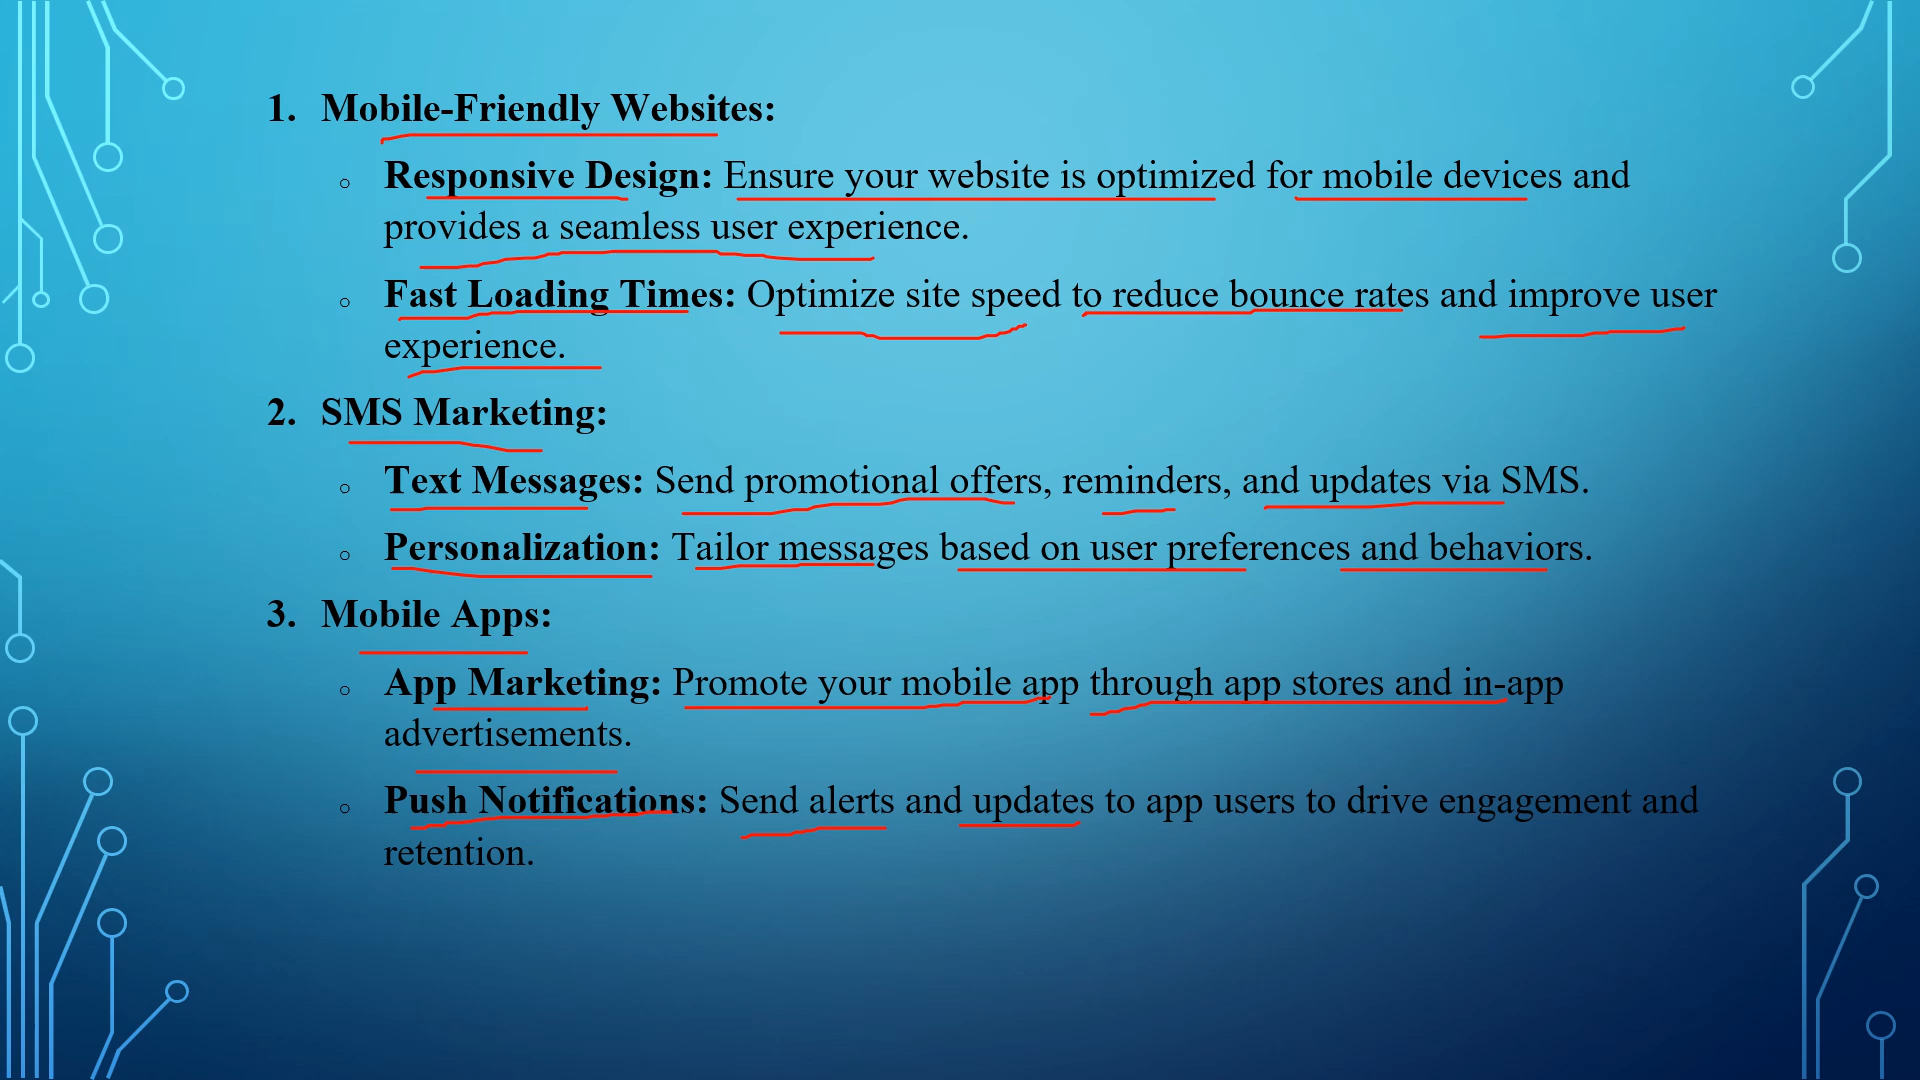 1. Mobile-Friendly Websites:
○ Responsive Design: Ensure your website is optimized for mobile devices and
provides a seamless user experience.
○ Fast Loading Times: Optimize site speed to reduce bounce rates and improve user
experience.
2. SMS Marketing:
○ Text Messages: Send promotional offers, reminders, and updates via SMS.
○ Personalization: Tailor messages based on user preferences and behaviors.
3. Mobile Apps:
○ App Marketing: Promote your mobile app through app stores and in-app
advertisements.
○ Push Notifications: Send alerts and updates to app users to drive engagement and
retention.